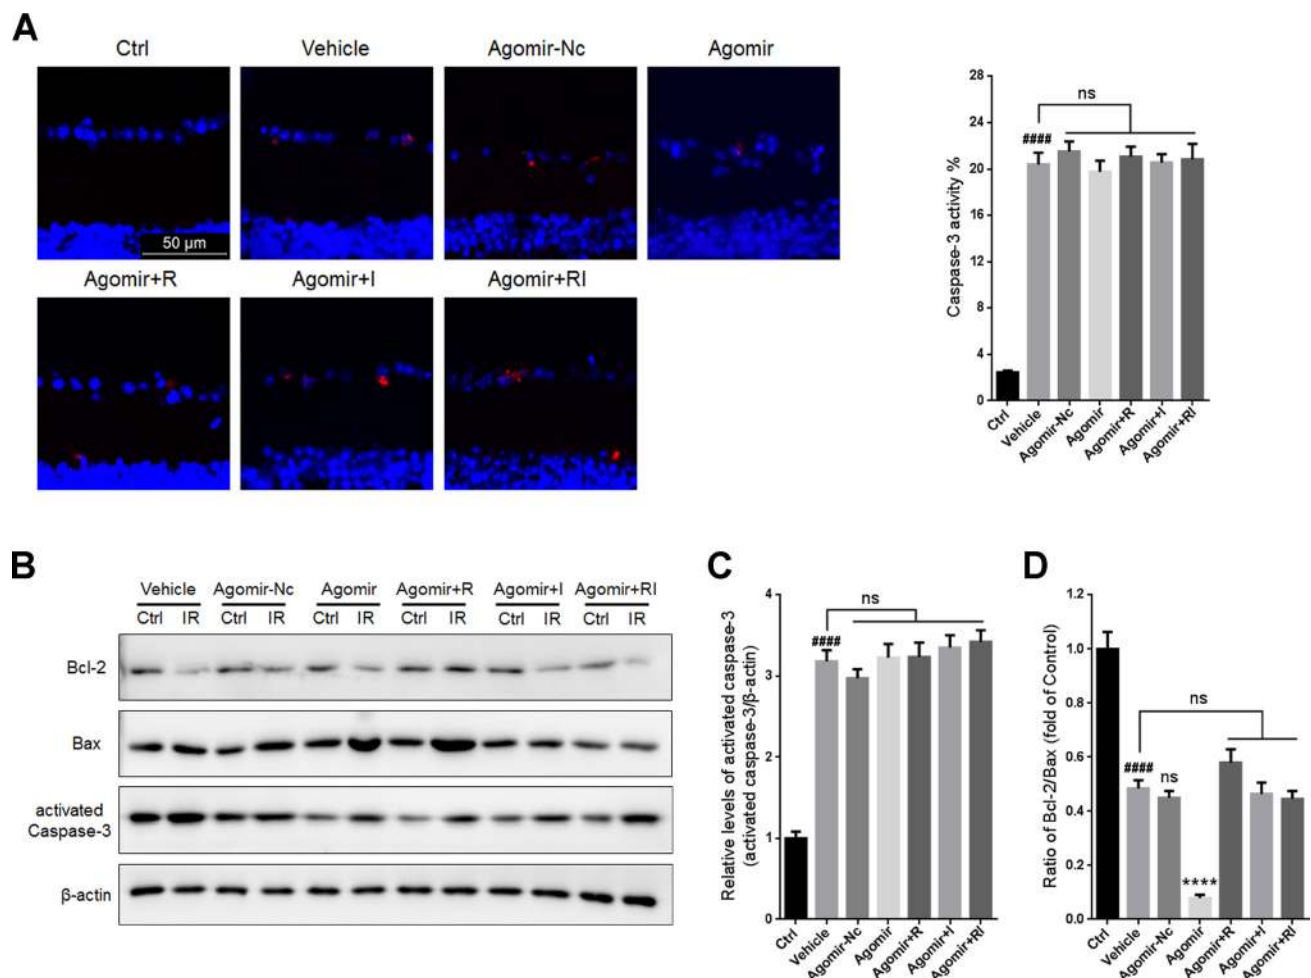 A
Ctrl
Vehicle
Agomir-Nc
Agomir
50 µm
Agomir+R
Agomir+I
Agomir+RI
Caspase-3 activity %
28
24
20
16
12
8
4
0
ns
####
Ctrl
Vehicle
Agomir-Nc
Agomir
Agomir+R
Agomir+I
Agomir+RI
B
Vehicle Agomir-Nc Agomir Agomir+R Agomir+I Agomir+RI
Ctrl IR Ctrl IR Ctrl IR Ctrl IR Ctrl IR Ctrl IR
Bcl-2
Bax
activated
Caspase-3
β-actin
C
Relative levels of activated caspase-3
(activated caspase-3/β-actin)
4
3
2
1
0
ns
####
Ctrl
Vehicle
Agomir-Nc
Agomir
Agomir+R
Agomir+I
Agomir+RI
D
Ratio of Bcl-2/Bax (fold of Control)
1.2
1.0
0.8
0.6
0.4
0.2
0.0
ns
####
ns
****
Ctrl
Vehicle
Agomir-Nc
Agomir
Agomir+R
Agomir+I
Agomir+RI